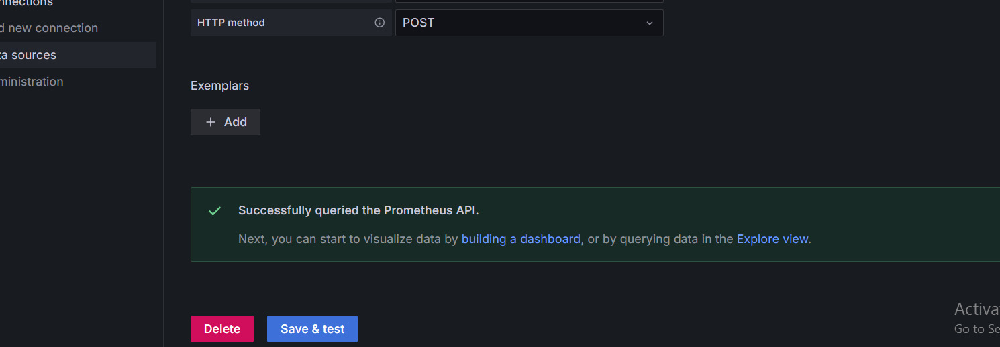 HTTP method
POST
d new connection
ta sources
ministration
Exemplars
+ Add
Successfully queried the Prometheus API.
Next, you can start to visualize data by building a dashboard, or by querying data in the Explore view.
Delete
Save & test
Activa
Go to Se